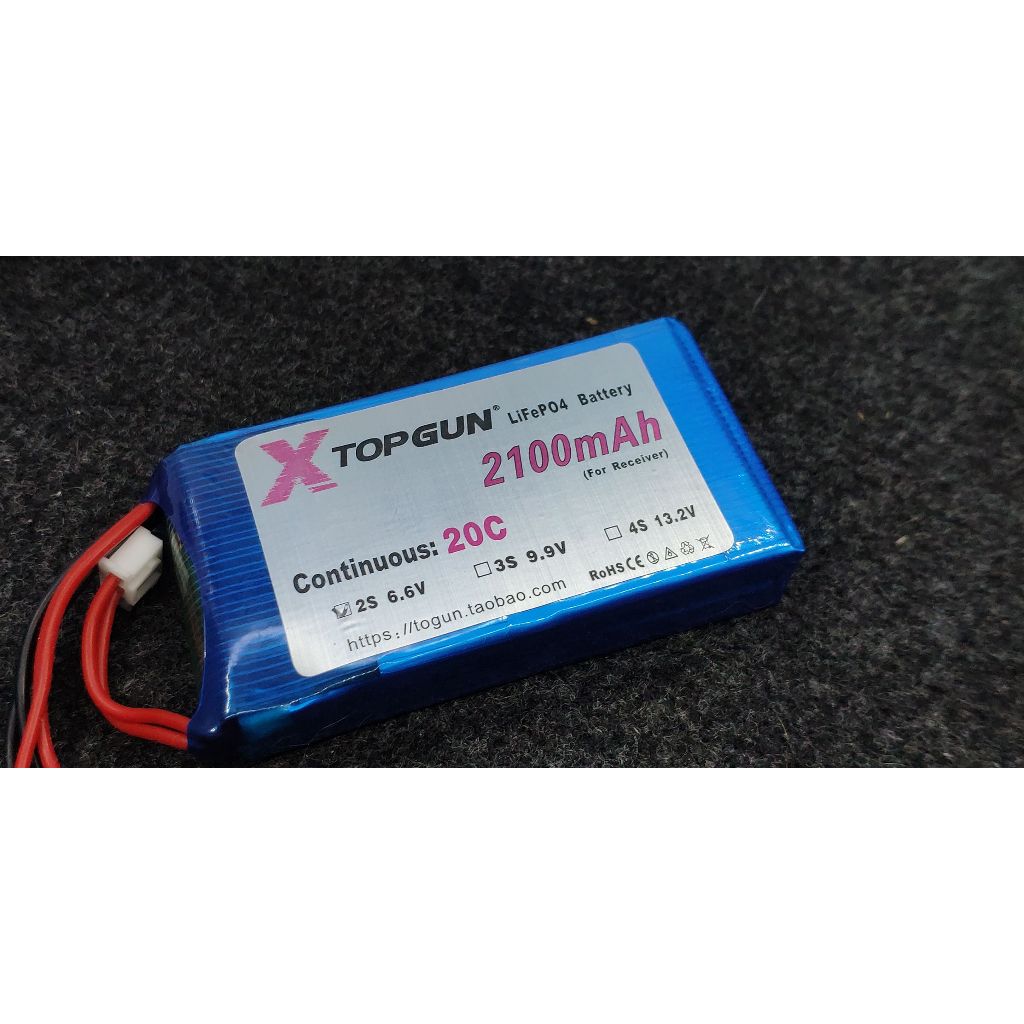 X TOPGUN® LiFePO4 Battery
2100mAh
(For Receiver)
Continuous: 20C
2S 6.6V 3S 9.9V 4S 13.2V
https://togun.taobao.com RoHS CE